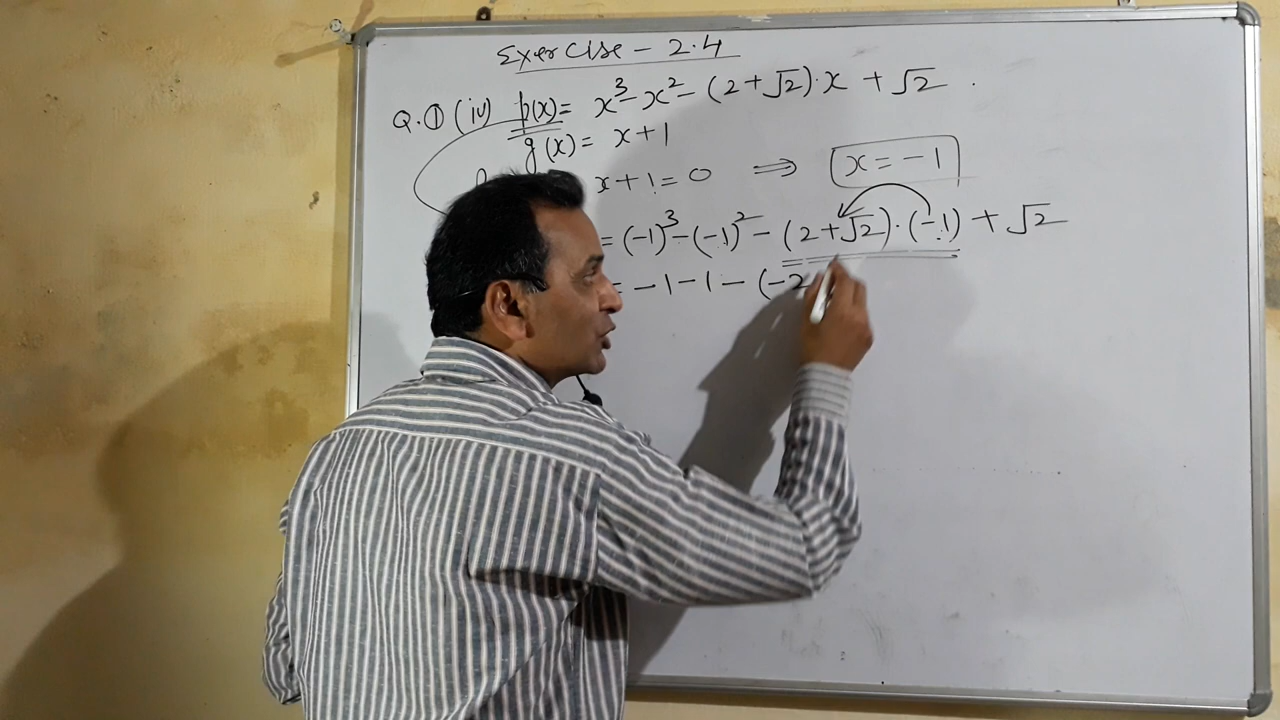 Exercise - 2.4
Q.① (iv) p(x) = x³ - x² - (2+√2)·x + √2
g(x) = x+1
x+1 = 0 ⟹ x = -1
= (-1)³ - (-1)² - (2+√2)·(-1) + √2
= -1 - 1 - (-2